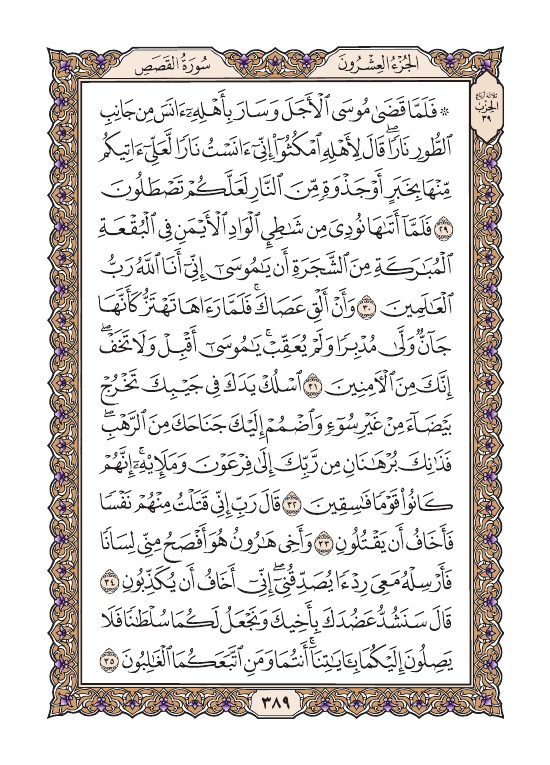 سُورَةُ القَصَصِ
الجُزْءُ العِشْرُونَ
ثَلَاثَةُ أَرْبَاعِ
الحِزْبِ
٣٩
۞ فَلَمَّا قَضَىٰ مُوسَى ٱلْأَجَلَ وَسَارَ بِأَهْلِهِۦٓ ءَانَسَ مِن جَانِبِ
ٱلطُّورِ نَارًاۖ قَالَ لِأَهْلِهِ ٱمْكُثُوٓا۟ إِنِّىٓ ءَانَسْتُ نَارًا لَّعَلِّىٓ ءَاتِيكُم
مِّنْهَا بِخَبَرٍ أَوْ جَذْوَةٍ مِّنَ ٱلنَّارِ لَعَلَّكُمْ تَصْطَلُونَ
٢٩ فَلَمَّآ أَتَىٰهَا نُودِىَ مِن شَٰطِئِ ٱلْوَادِ ٱلْأَيْمَنِ فِى ٱلْبُقْعَةِ
ٱلْمُبَٰرَكَةِ مِنَ ٱلشَّجَرَةِ أَن يَٰمُوسَىٰٓ إِنِّىٓ أَنَا ٱللَّهُ رَبُّ
ٱلْعَٰلَمِينَ ٣٠ وَأَنْ أَلْقِ عَصَاكَۚ فَلَمَّا رَءَاهَا تَهْتَزُّ كَأَنَّهَا
جَآنٌّ وَلَّىٰ مُدْبِرًا وَلَمْ يُعَقِّبْۚ يَٰمُوسَىٰٓ أَقْبِلْ وَلَا تَخَفْۖ
إِنَّكَ مِنَ ٱلْءَامِنِينَ ٣١ ٱسْلُكْ يَدَكَ فِى جَيْبِكَ تَخْرُجْ
بَيْضَآءَ مِنْ غَيْرِ سُوٓءٍ وَٱضْمُمْ إِلَيْكَ جَنَاحَكَ مِنَ ٱلرَّهْبِۖ
فَذَٰنِكَ بُرْهَٰنَانِ مِن رَّبِّكَ إِلَىٰ فِرْعَوْنَ وَمَلَإِي۟هِۦٓۚ إِنَّهُمْ
كَانُوا۟ قَوْمًا فَٰسِقِينَ ٣٢ قَالَ رَبِّ إِنِّى قَتَلْتُ مِنْهُمْ نَفْسًا
فَأَخَافُ أَن يَقْتُلُونِ ٣٣ وَأَخِى هَٰرُونُ هُوَ أَفْصَحُ مِنِّى لِسَانًا
فَأَرْسِلْهُ مَعِىَ رِدْءًا يُصَدِّقُنِىٓۖ إِنِّىٓ أَخَافُ أَن يُكَذِّبُونِ ٣٤
قَالَ سَنَشُدُّ عَضُدَكَ بِأَخِيكَ وَنَجْعَلُ لَكُمَا سُلْطَٰنًا فَلَا
يَصِلُونَ إِلَيْكُمَا بِـَٔايَٰتِنَآۚ أَنتُمَا وَمَنِ ٱتَّبَعَكُمَا ٱلْغَٰلِبُونَ ٣٥
٣٨٩